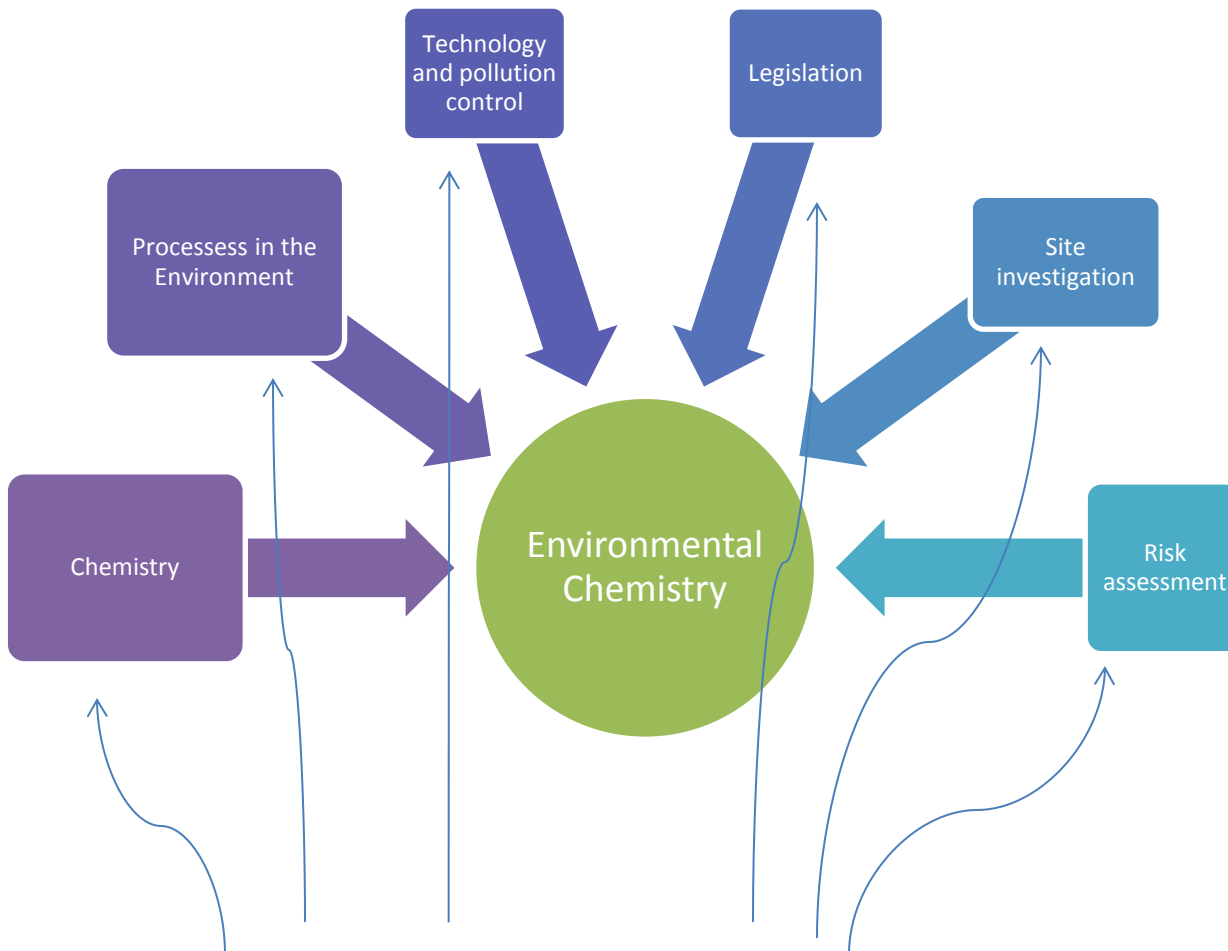 Technology
and pollution
control
Legislation
Processess in the
Environment
Site
investigation
Chemistry
Environmental
Chemistry
Risk
assessment